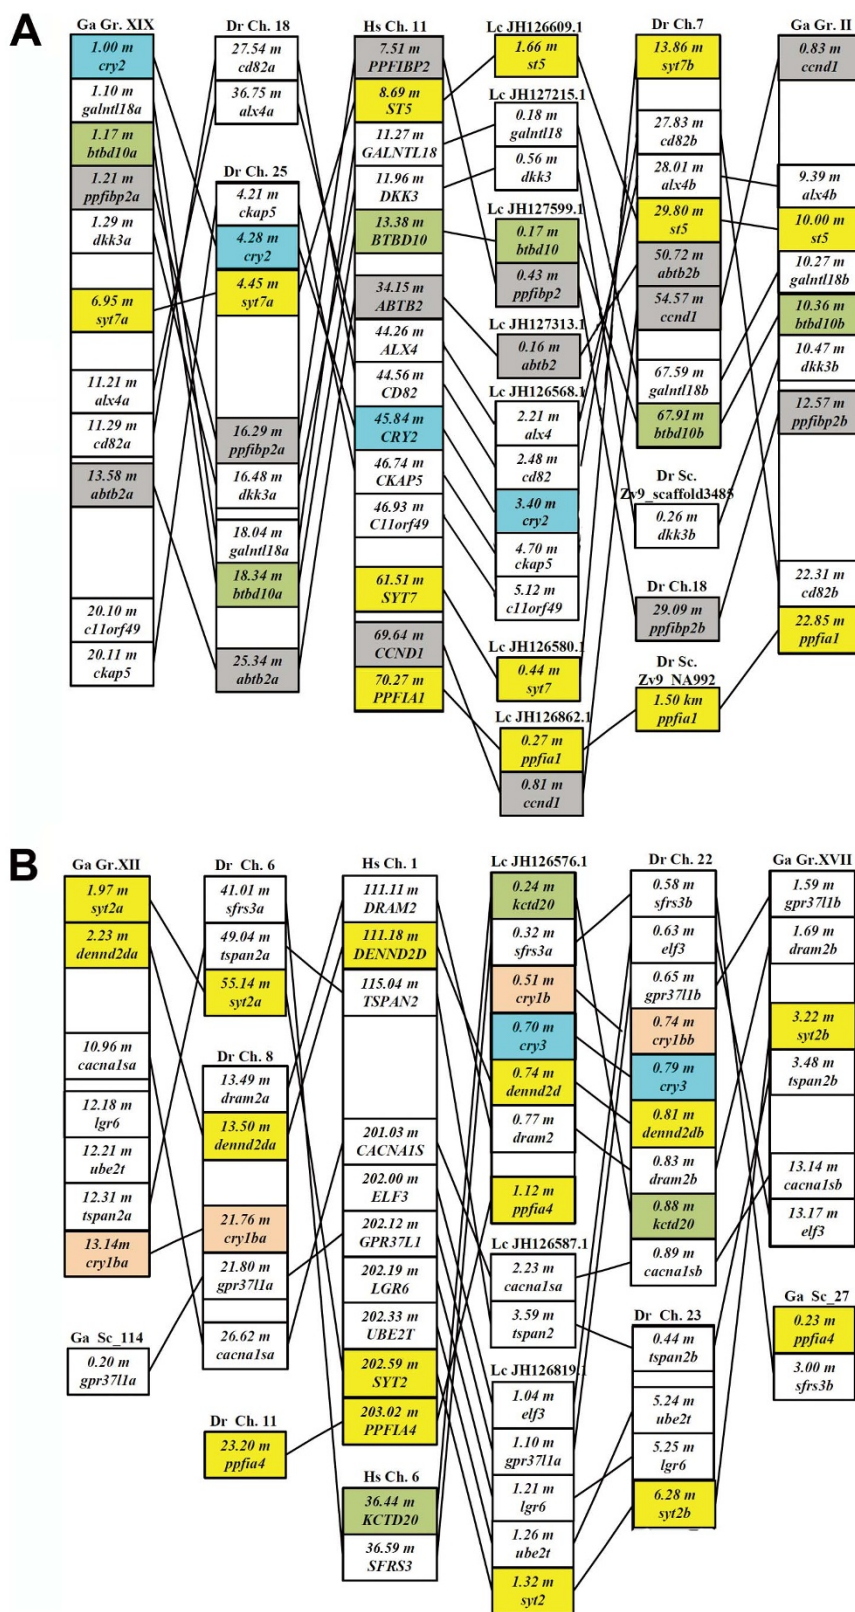 A
Ga Gr. XIX
1.00 m
cry2
1.10 m
galntl18a
1.17 m
btbd10a
1.21 m
ppfibp2a
1.29 m
dkk3a
6.95 m
syt7a
11.21 m
alx4a
11.29 m
cd82a
13.58 m
abtb2a
20.10 m
c11orf49
20.11 m
ckap5
Dr Ch. 18
27.54 m
cd82a
36.75 m
alx4a
Dr Ch. 25
4.21 m
ckap5
4.28 m
cry2
4.45 m
syt7a
16.29 m
ppfibp2a
16.48 m
dkk3a
18.04 m
galntl18a
18.34 m
btbd10a
25.34 m
abtb2a
Hs Ch. 11
7.51 m
PPFIBP2
8.69 m
ST5
11.27 m
GALNTL18
11.96 m
DKK3
13.38 m
BTBD10
34.15 m
ABTB2
44.26 m
ALX4
44.56 m
CD82
45.84 m
CRY2
46.74 m
CKAP5
46.93 m
C11orf49
61.51 m
SYT7
69.64 m
CCND1
70.27 m
PPFIA1
Lc JH126609.1
1.66 m
st5
Lc JH127215.1
0.18 m
galntl18
0.56 m
dkk3
Lc JH127599.1
0.17 m
btbd10
0.43 m
ppfibp2
Lc JH127313.1
0.16 m
abtb2
Lc JH126568.1
2.21 m
alx4
2.48 m
cd82
3.40 m
cry2
4.70 m
ckap5
5.12 m
c11orf49
Lc JH126580.1
0.44 m
syt7
Lc JH126862.1
0.27 m
ppfia1
0.81 m
ccnd1
Dr Ch.7
13.86 m
syt7b
27.83 m
cd82b
28.01 m
alx4b
29.80 m
st5
50.72 m
abtb2b
54.57 m
ccnd1
67.59 m
galntl18b
67.91 m
btbd10b
Dr Sc.
Zv9_scaffold3485
0.26 m
dkk3b
Dr Ch.18
29.09 m
ppfibp2b
Dr Sc.
Zv9_NA992
1.50 km
ppfia1
Ga Gr. II
0.83 m
ccnd1
9.39 m
alx4b
10.00 m
st5
10.27 m
galntl18b
10.36 m
btbd10b
10.47 m
dkk3b
12.57 m
ppfibp2b
22.31 m
cd82b
22.85 m
ppfia1
B
Ga Gr.XII
1.97 m
syt2a
2.23 m
dennd2da
10.96 m
cacna1sa
12.18 m
lgr6
12.21 m
ube2t
12.31 m
tspan2a
13.14m
cry1ba
Ga Sc_114
0.20 m
gpr37l1a
Dr Ch. 6
41.01 m
sfrs3a
49.04 m
tspan2a
55.14 m
syt2a
Dr Ch. 8
13.49 m
dram2a
13.50 m
dennd2da
21.76 m
cry1ba
21.80 m
gpr37l1a
26.62 m
cacna1sa
Dr Ch. 11
23.20 m
ppfia4
Hs Ch. 1
111.11 m
DRAM2
111.18 m
DENND2D
115.04 m
TSPAN2
201.03 m
CACNA1S
202.00 m
ELF3
202.12 m
GPR37L1
202.19 m
LGR6
202.33 m
UBE2T
202.59 m
SYT2
203.02 m
PPFIA4
Hs Ch. 6
36.44 m
KCTD20
36.59 m
SFRS3
Lc JH126576.1
0.24 m
kctd20
0.32 m
sfrs3a
0.51 m
cry1b
0.70 m
cry3
0.74 m
dennd2d
0.77 m
dram2
1.12 m
ppfia4
Lc JH126587.1
2.23 m
cacna1sa
3.59 m
tspan2
Lc JH126819.1
1.04 m
elf3
1.10 m
gpr37l1a
1.21 m
lgr6
1.26 m
ube2t
1.32 m
syt2
Dr Ch. 22
0.58 m
sfrs3b
0.63 m
elf3
0.65 m
gpr37l1b
0.74 m
cry1bb
0.79 m
cry3
0.81 m
dennd2db
0.83 m
dram2b
0.88 m
kctd20
0.89 m
cacna1sb
Dr Ch. 23
0.44 m
tspan2b
5.24 m
ube2t
5.25 m
lgr6
6.28 m
syt2b
Ga Gr.XVII
1.59 m
gpr37l1b
1.69 m
dram2b
3.22 m
syt2b
3.48 m
tspan2b
13.14 m
cacna1sb
13.17 m
elf3
Ga Sc_27
0.23 m
ppfia4
3.00 m
sfrs3b